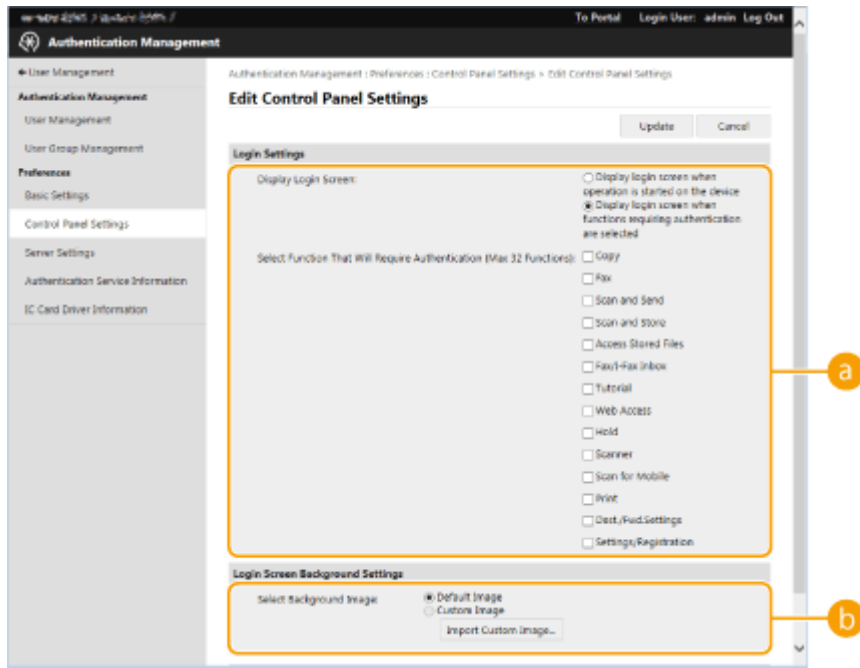 To Portal Login User: admin Log Out
Authentication Management
User Management
Authentication Management : Preferences : Control Panel Settings > Edit Control Panel Settings
Authentication Management
Edit Control Panel Settings
User Management
Update Cancel
User Group Management
Login Settings
Preferences
Display Login Screen:
Display login screen when
operation is started on the device
Basic Settings
Display login screen when
functions requiring authentication
are selected
Control Panel Settings
Server Settings
Select Function That Will Require Authentication (Max 32 Functions):
Copy
Authentication Service Information
Fax
IC Card Driver Information
Scan and Send
Scan and Store
Access Stored Files
Fax/I-Fax Inbox
a
Tutorial
Web Access
Hold
Scanner
Scan for Mobile
Print
Dest./Fwd.Settings
Settings/Registration
Login Screen Background Settings
Select Background Image:
Default Image
Custom Image
b
Import Custom Image...